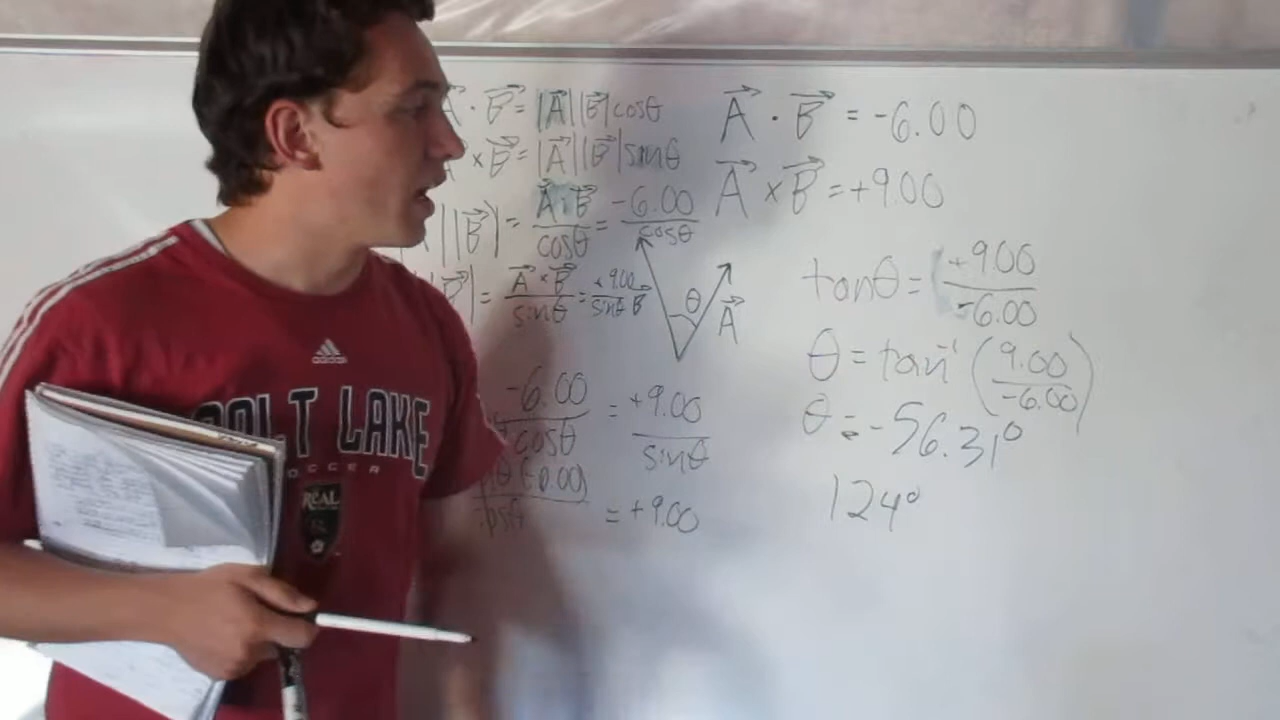 A⃗ · B⃗ = |A⃗||B⃗|cosθ
A⃗ · B⃗ = -6.00
× B⃗ = |A⃗||B⃗|sinθ
A⃗ × B⃗ = +9.00
||B⃗| = A⃗ · B⃗ / cosθ = -6.00 / cosθ
= A⃗ × B⃗ / sinθ = +9.00 / sinθ
B
θ
A⃗
-6.00 / cosθ = +9.00 / sinθ
= +9.00
tanθ = (+9.00 / -6.00
θ = tan⁻¹ (9.00 / -6.00)
θ = -56.31°
124°
adidas
SALT LAKE
SOCCER
REAL